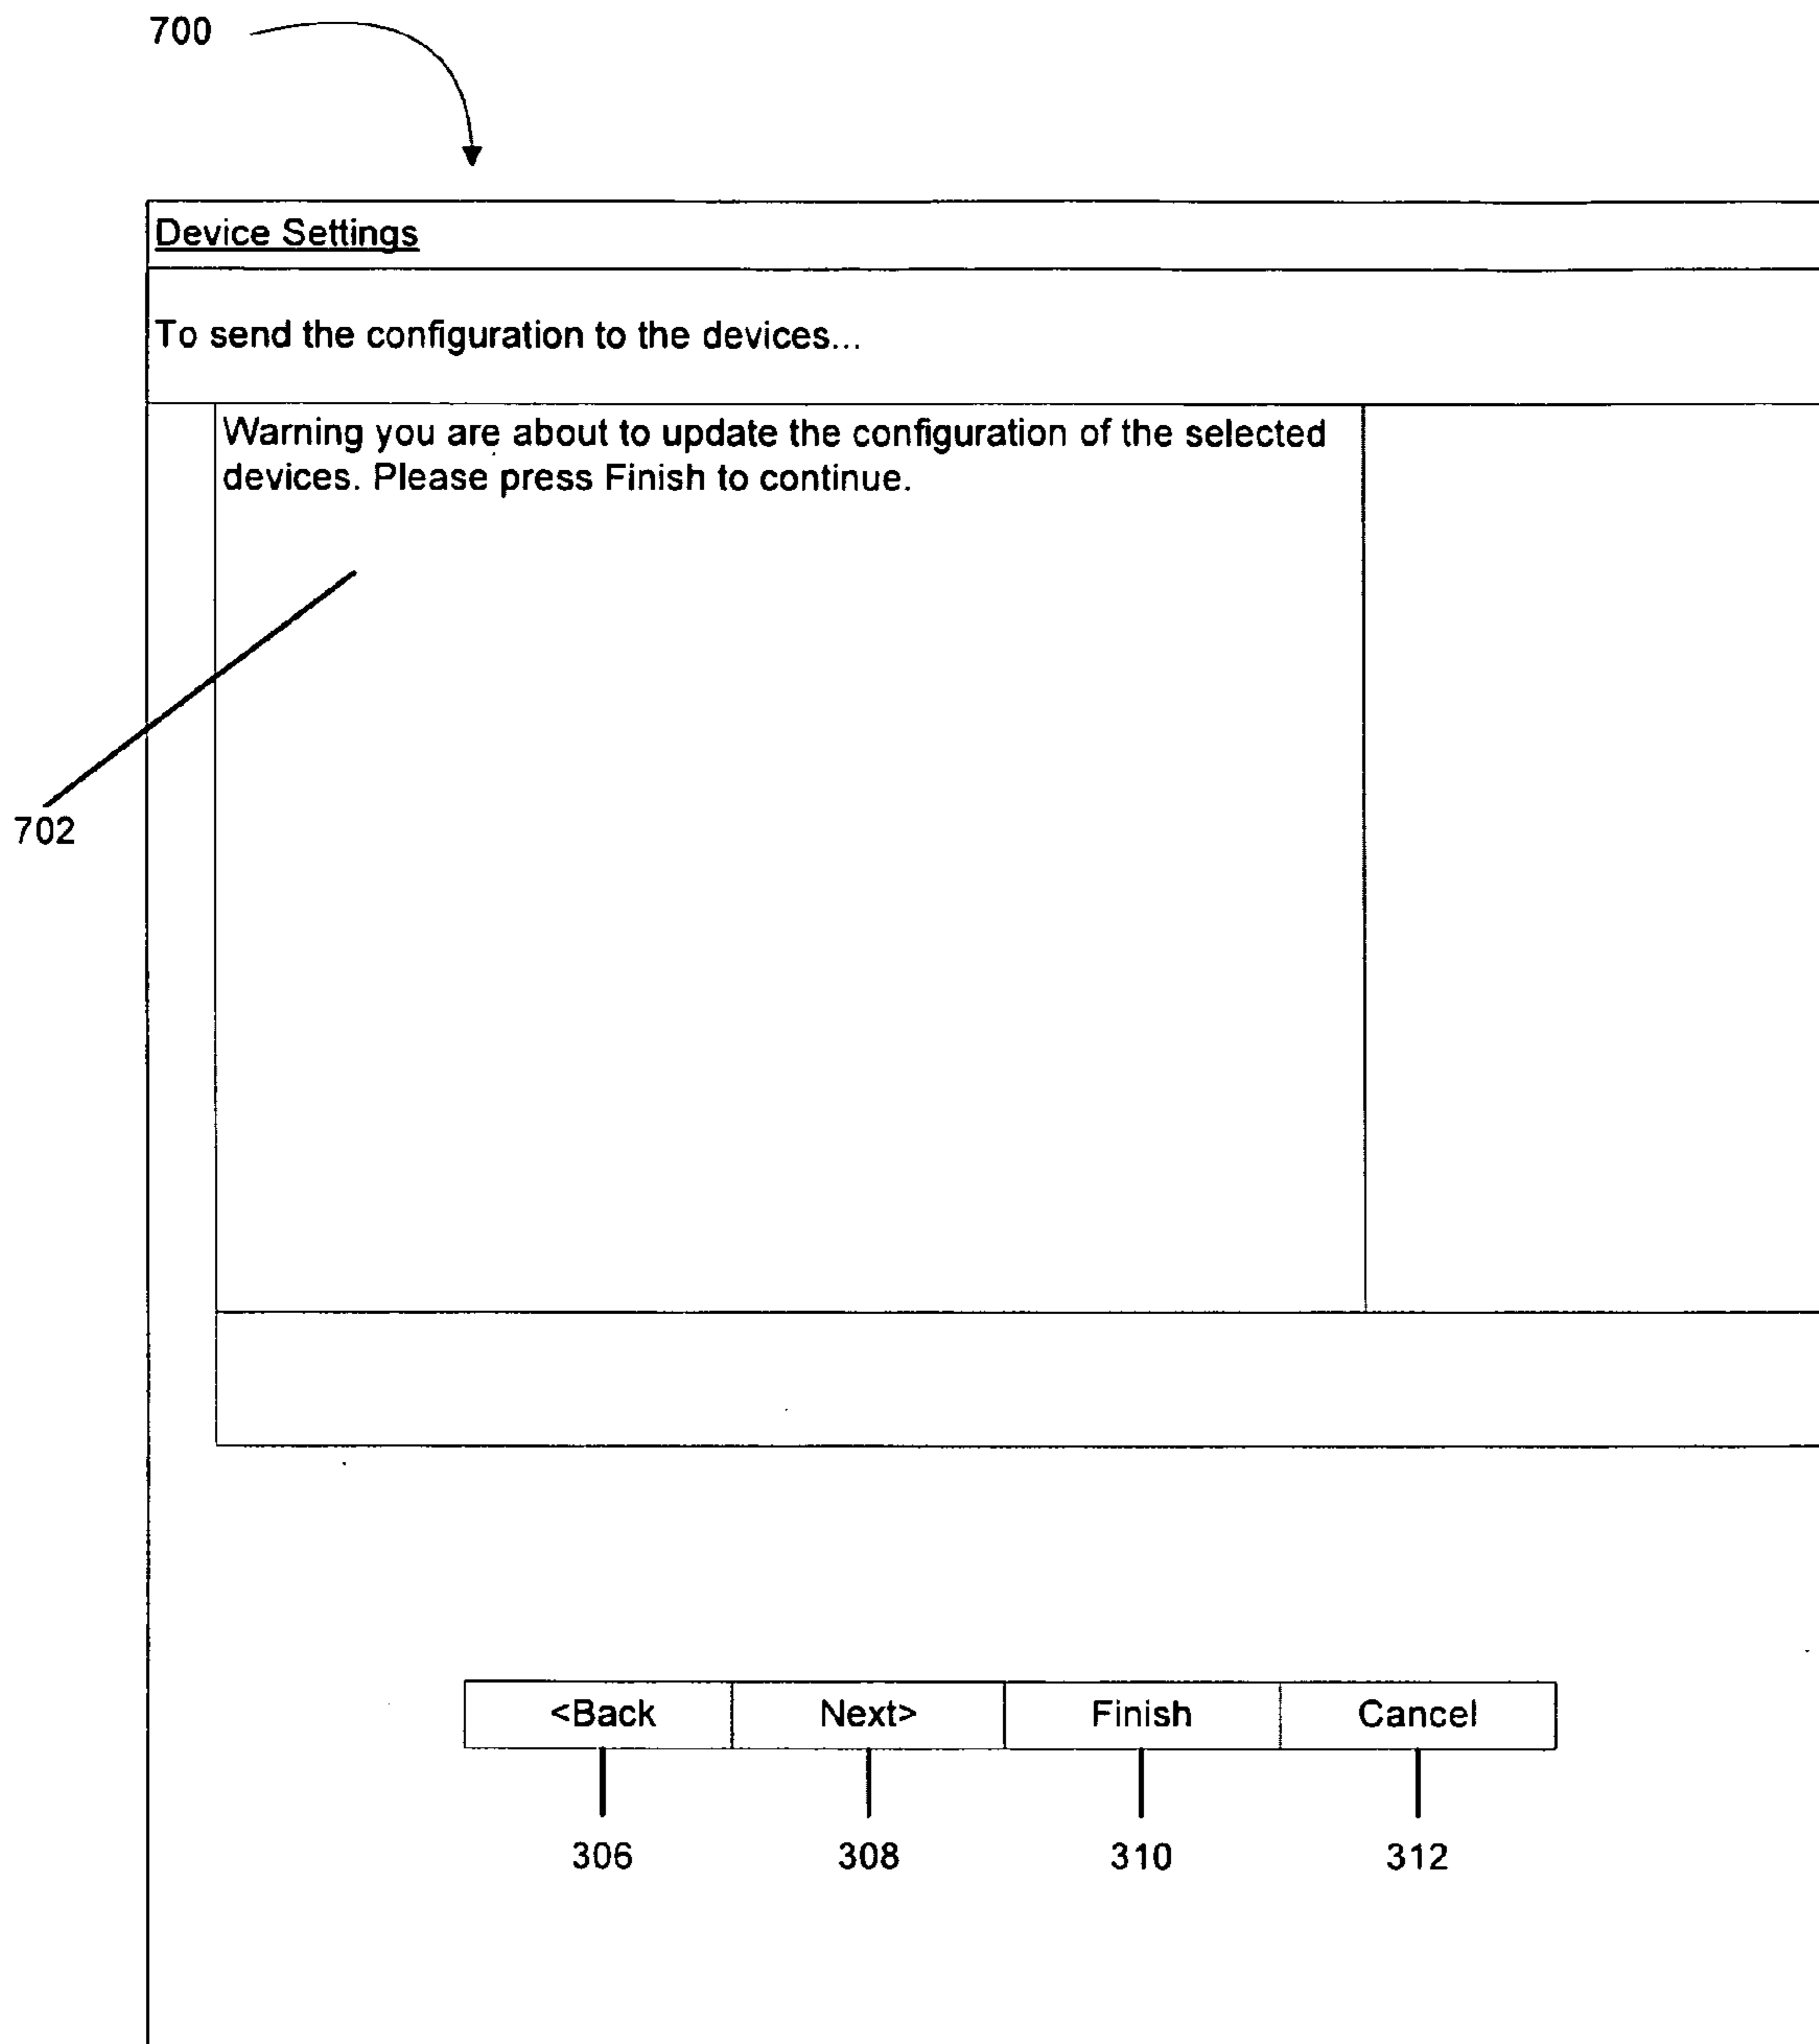 700
Device Settings
To send the configuration to the devices...
Warning you are about to update the configuration of the selected
devices. Please press Finish to continue.
702
<Back Next> Finish Cancel
306 308 310 312